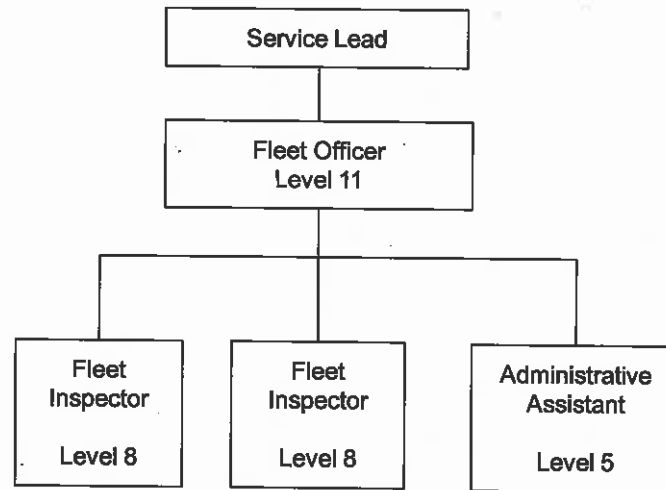 Service Lead
Fleet Officer
Level 11
Fleet
Inspector
Level 8
Fleet
Inspector
Level 8
Administrative
Assistant
Level 5